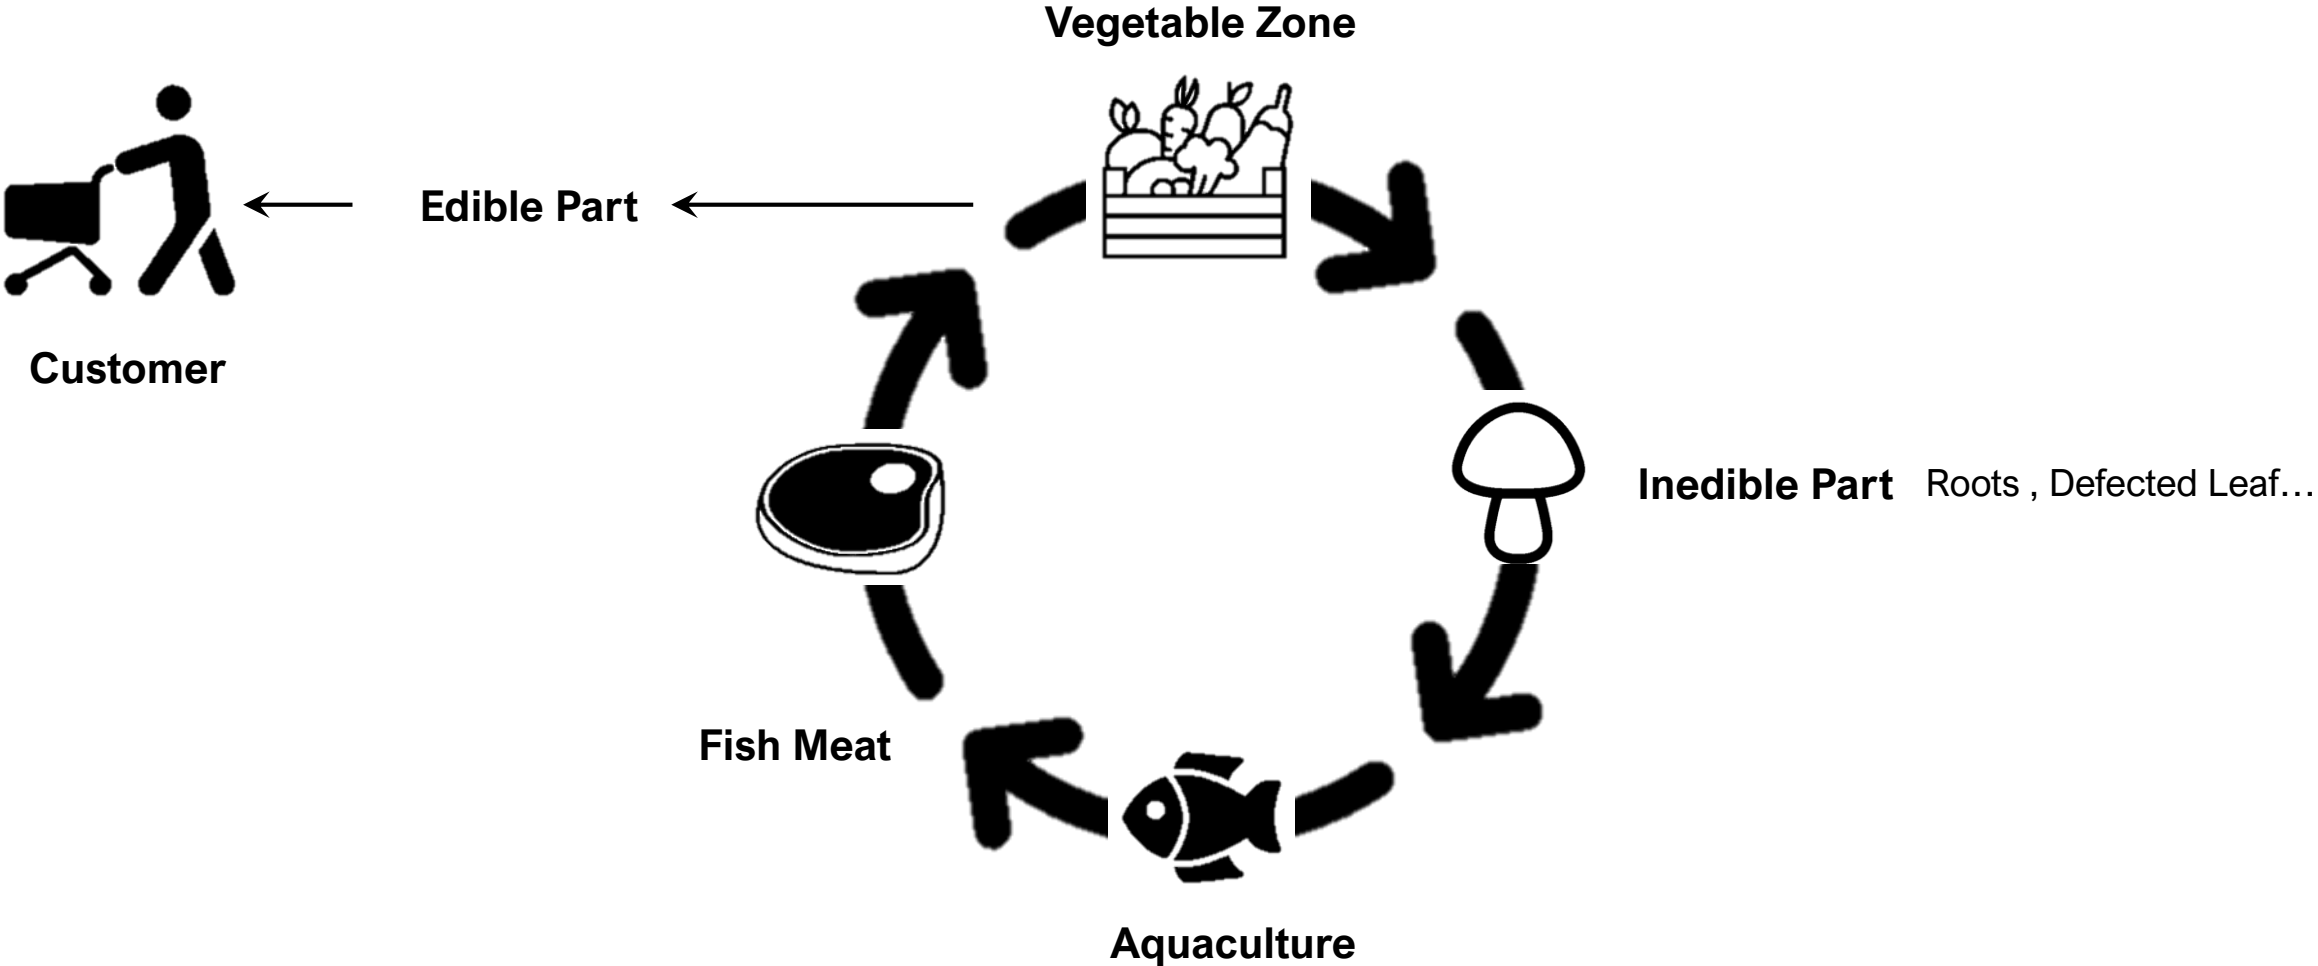 Vegetable Zone
Edible Part
Customer
Inedible Part Roots , Defected Leaf…
Fish Meat
Aquaculture